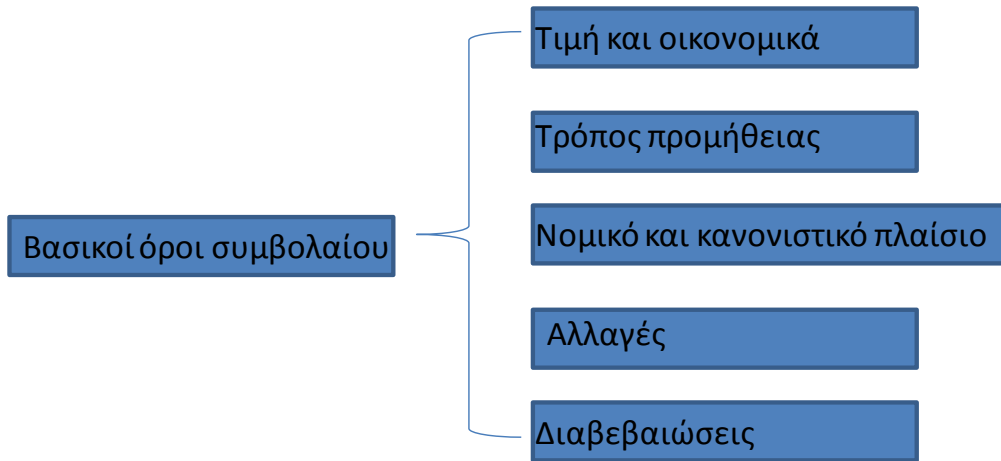 Τιμή και οικονομικά
Τρόπος προμήθειας
Βασικοί όροι συμβολαίου
Νομικό και κανονιστικό πλαίσιο
Αλλαγές
Διαβεβαιώσεις